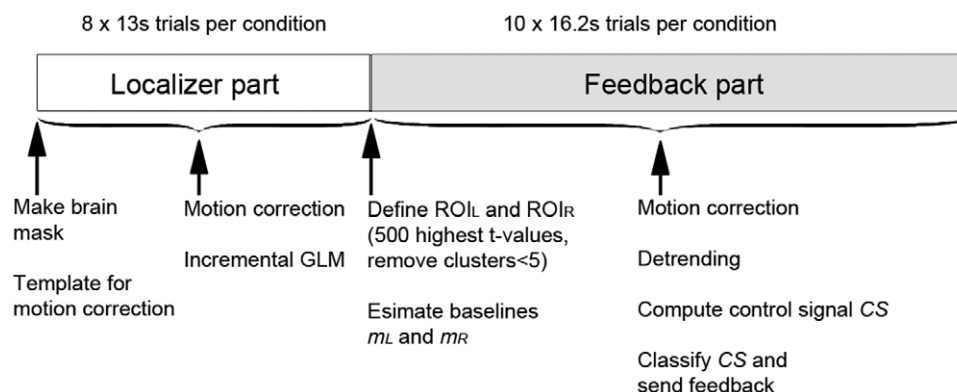 8 x 13s trials per condition
10 x 16.2s trials per condition
Localizer part
Feedback part
Make brain
mask
Template for
motion correction
Motion correction
Incremental GLM
Define ROIL and ROIR
(500 highest t-values,
remove clusters<5)
Esimate baselines
mL and mR
Motion correction
Detrending
Compute control signal CS
Classify CS and
send feedback